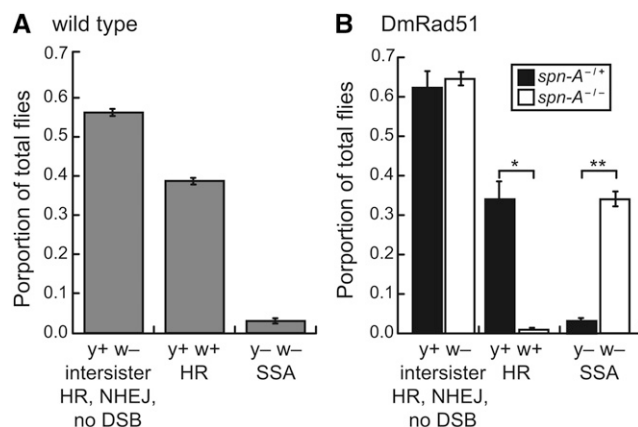 A wild type
Porportion of total flies
0.7
0.6
0.5
0.4
0.3
0.2
0.1
0.0
y+ w– y+ w+ y– w–
intersister HR SSA
HR, NHEJ,
no DSB
B DmRad51
Porportion of total flies
0.7
0.6
0.5
0.4
0.3
0.2
0.1
0.0
spn-A–/+
spn-A–/–
* **
y+ w– y+ w+ y– w–
intersister HR SSA
HR, NHEJ,
no DSB